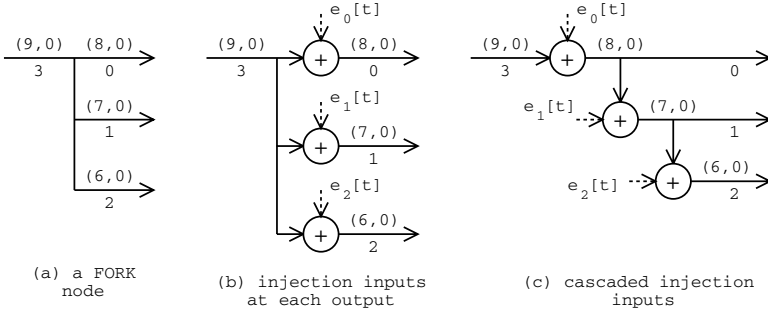 e0[t]
e0[t]
(9,0) (8,0)
(9,0) (8,0)
(9,0) (8,0)
3 0
3 0
3 0
(7,0)
1
e1[t]
(7,0)
1
e1[t]
(7,0)
1
(6,0)
2
e2[t]
(6,0)
2
e2[t]
(6,0)
2
+
+
+
+
+
+
(a) a FORK
node
(b) injection inputs
at each output
(c) cascaded injection
inputs